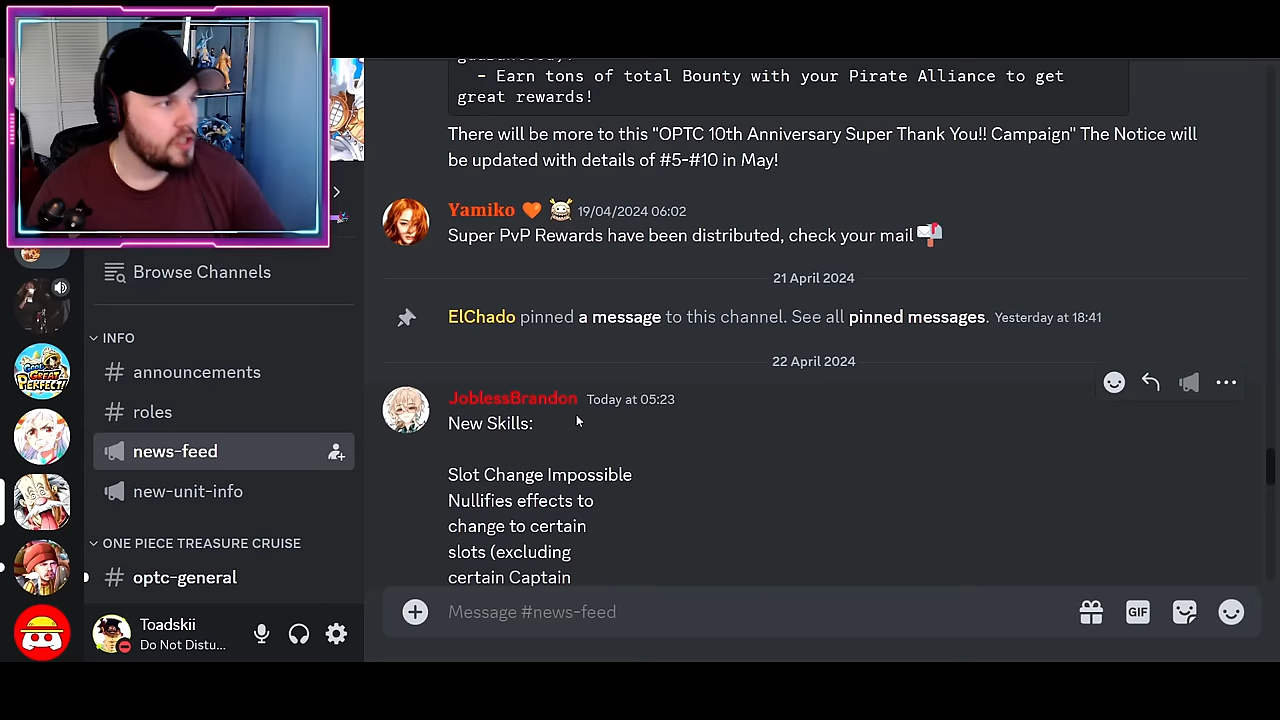 - Earn tons of total Bounty with your Pirate Alliance to get
great rewards!
There will be more to this "OPTC 10th Anniversary Super Thank You!! Campaign" The Notice will
be updated with details of #5-#10 in May!
Yamiko 19/04/2024 06:02
Super PvP Rewards have been distributed, check your mail
21 April 2024
ElChado pinned a message to this channel. See all pinned messages. Yesterday at 18:41
22 April 2024
JoblessBrandon Today at 05:23
New Skills:
Slot Change Impossible
Nullifies effects to
change to certain
slots (excluding
certain Captain
Message #news-feed
GIF
Browse Channels
INFO
announcements
roles
news-feed
new-unit-info
ONE PIECE TREASURE CRUISE
optc-general
Toadskii
Do Not Distu...